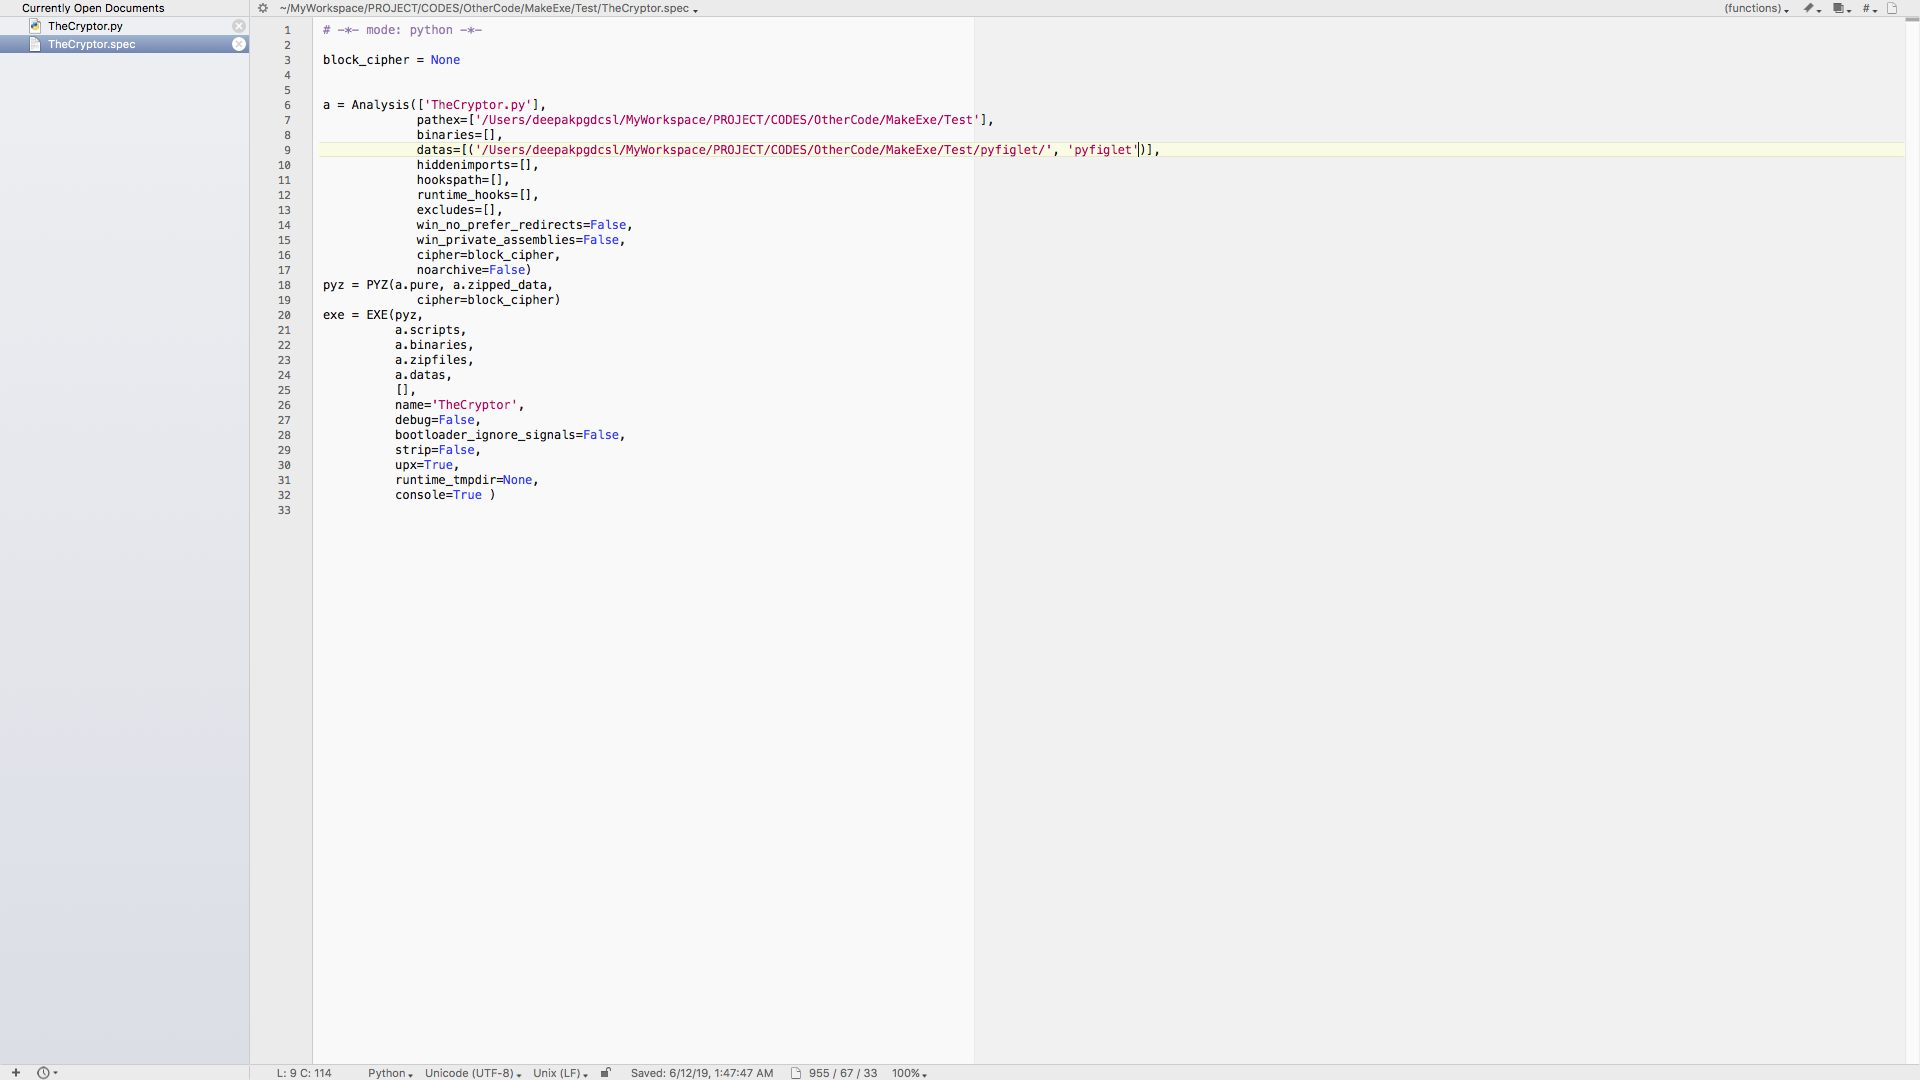 Currently Open Documents
TheCryptor.py
TheCryptor.spec
~/MyWorkspace/PROJECT/CODES/OtherCode/MakeExe/Test/TheCryptor.spec
(functions)
#
1 # -*- mode: python -*-
2
3 block_cipher = None
4
5
6 a = Analysis(['TheCryptor.py'],
7 pathex=['/Users/deepakpgdcsl/MyWorkspace/PROJECT/CODES/OtherCode/MakeExe/Test'],
8 binaries=[],
9 datas=[('/Users/deepakpgdcsl/MyWorkspace/PROJECT/CODES/OtherCode/MakeExe/Test/pyfiglet/', 'pyfiglet')],
10 hiddenimports=[],
11 hookspath=[],
12 runtime_hooks=[],
13 excludes=[],
14 win_no_prefer_redirects=False,
15 win_private_assemblies=False,
16 cipher=block_cipher,
17 noarchive=False)
18 pyz = PYZ(a.pure, a.zipped_data,
19 cipher=block_cipher)
20 exe = EXE(pyz,
21 a.scripts,
22 a.binaries,
23 a.zipfiles,
24 a.datas,
25 [],
26 name='TheCryptor',
27 debug=False,
28 bootloader_ignore_signals=False,
29 strip=False,
30 upx=True,
31 runtime_tmpdir=None,
32 console=True )
33
L: 9 C: 114 Python Unicode (UTF-8) Unix (LF) Saved: 6/12/19, 1:47:47 AM 955 / 67 / 33 100%